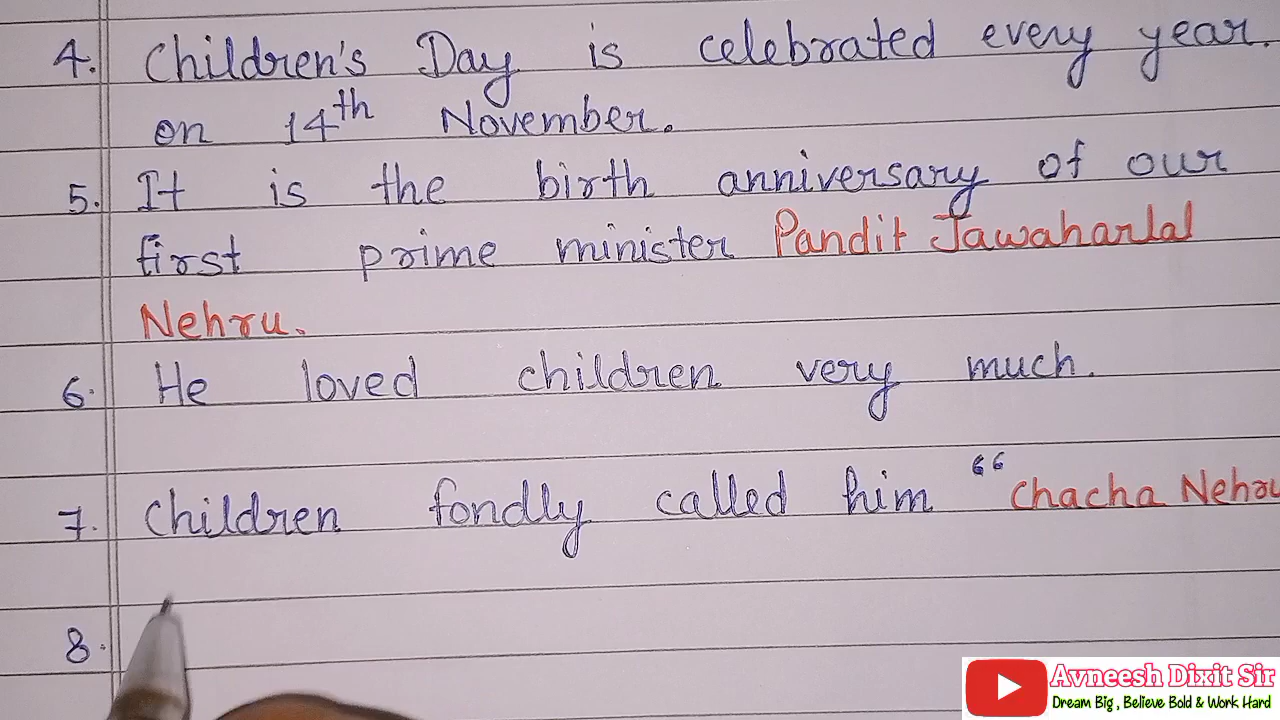 4. Children's Day is celebrated every year.
on 14th November.
5. It is the birth anniversary of our
first prime minister Pandit Jawaharlal
Nehru.
6. He loved children very much.
7. Children fondly called him “Chacha Nehru
8.
Avneesh Dixit Sir
Dream Big, Believe Bold & Work Hard